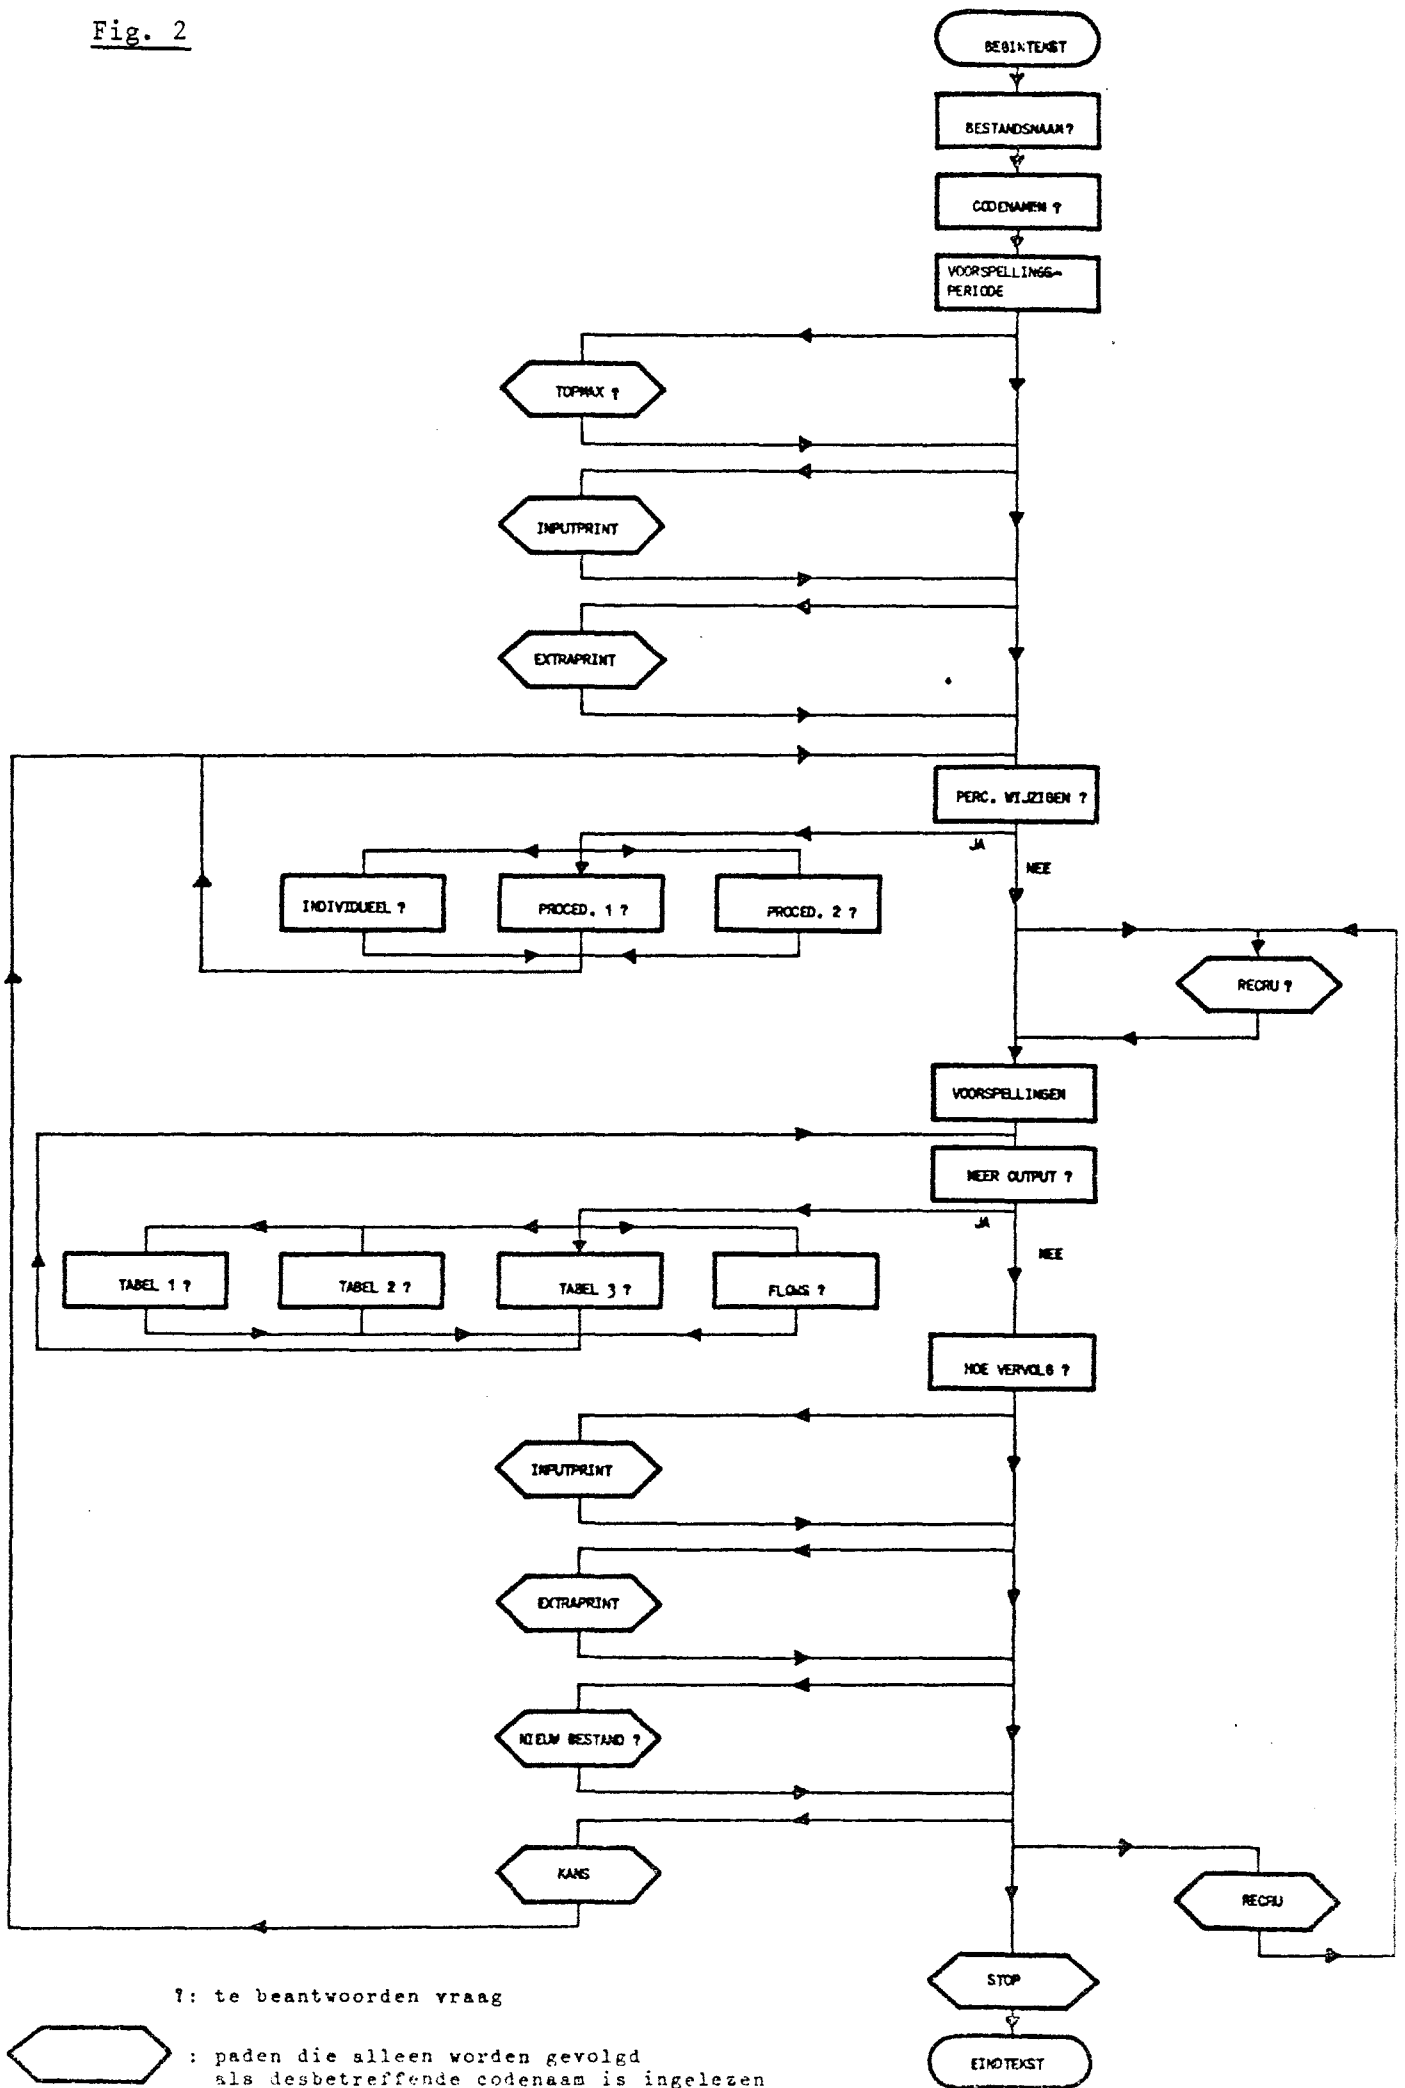 Fig. 2
BEGINTEKST
BESTANDSNAAM ?
CODENAMEN ?
VOORSPELLINGS-
PERIODE
TOPMAX ?
INPUTPRINT
EXTRAPRINT
PERC. WIJZIGEN ?
JA
NEE
INDIVIDUEEL ?
PROCED. 1 ?
PROCED. 2 ?
RECRU ?
VOORSPELLINGEN
MEER OUTPUT ?
JA
NEE
TABEL 1 ?
TABEL 2 ?
TABEL 3 ?
FLOWS ?
HOE VERVOLG ?
INPUTPRINT
EXTRAPRINT
NIEUW BESTAND ?
KANS
RECRU
STOP
EINDTEKST
?: te beantwoorden vraag
: paden die alleen worden gevolgd
als desbetreffende codenaam is ingelezen